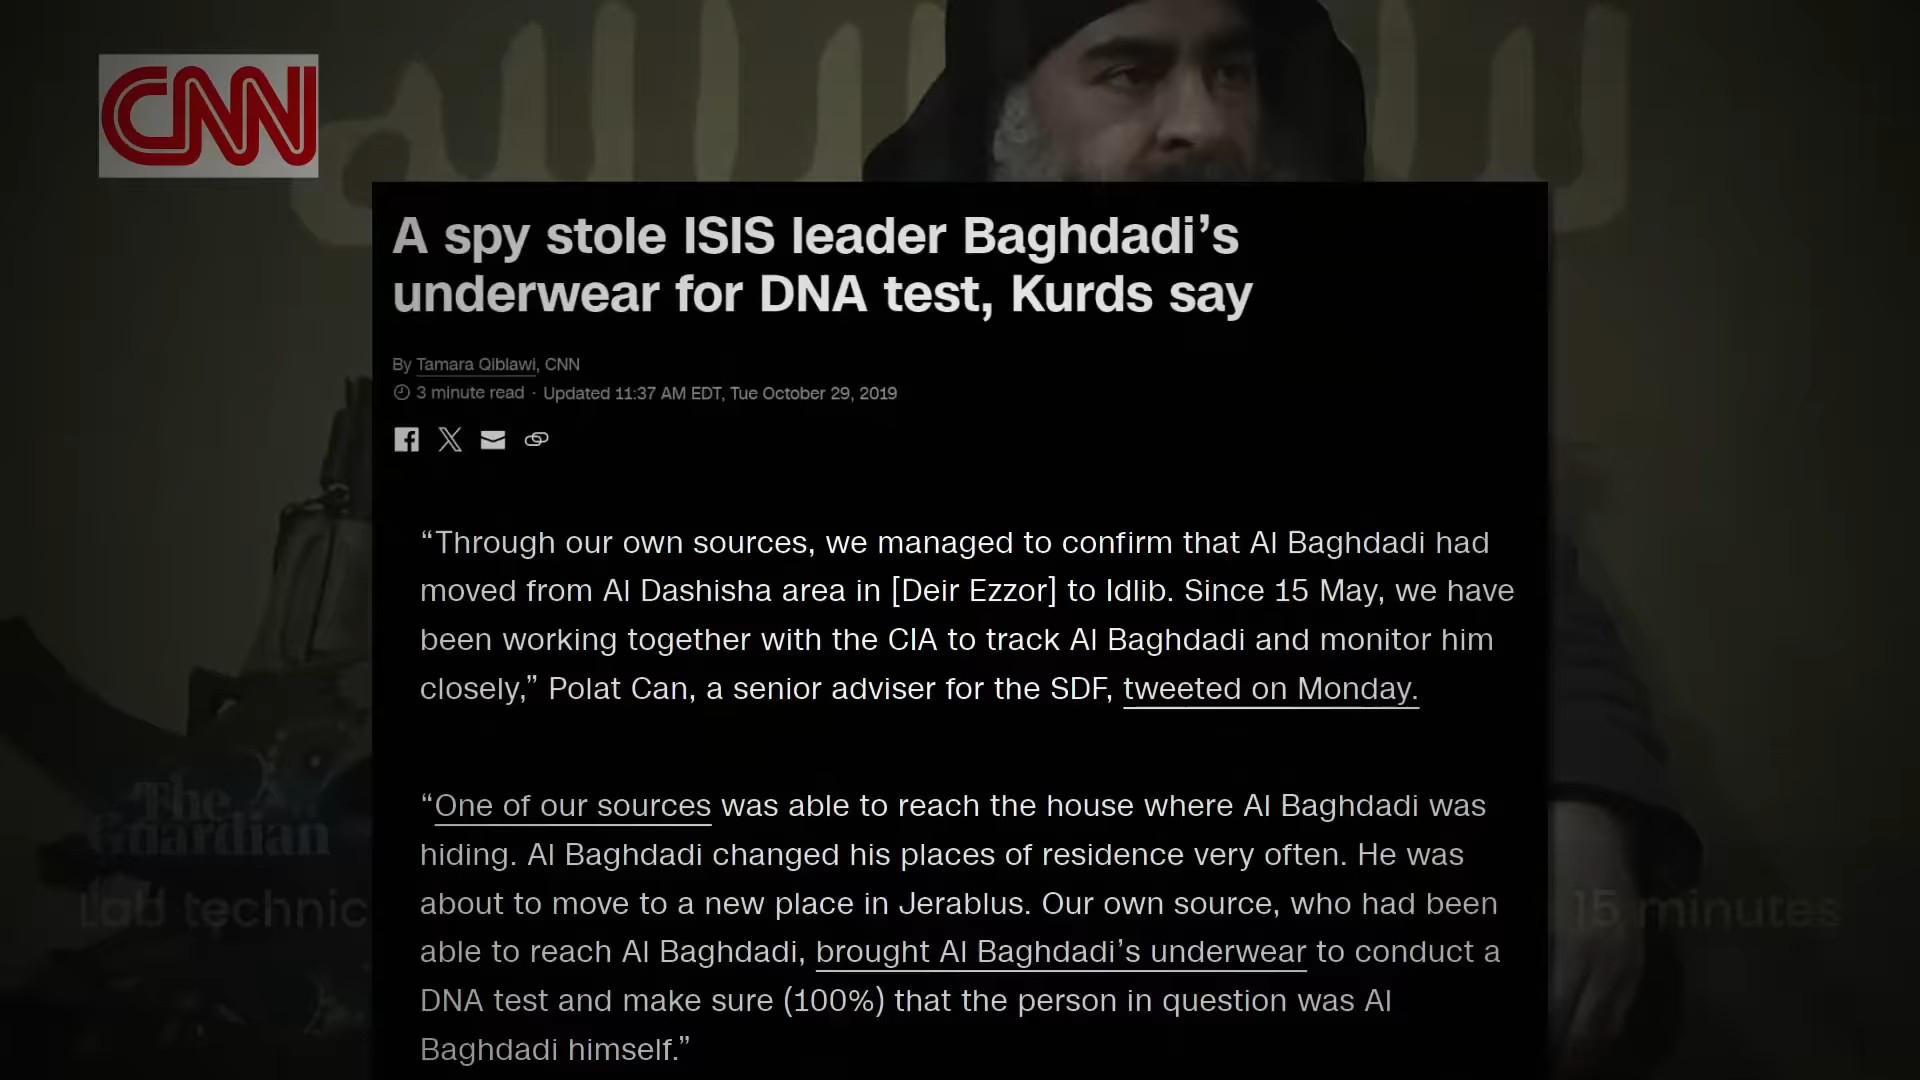 CNN
A spy stole ISIS leader Baghdadi’s
underwear for DNA test, Kurds say
By Tamara Qiblawi, CNN
3 minute read · Updated 11:37 AM EDT, Tue October 29, 2019
“Through our own sources, we managed to confirm that Al Baghdadi had
moved from Al Dashisha area in [Deir Ezzor] to Idlib. Since 15 May, we have
been working together with the CIA to track Al Baghdadi and monitor him
closely,” Polat Can, a senior adviser for the SDF, tweeted on Monday.
“One of our sources was able to reach the house where Al Baghdadi was
hiding. Al Baghdadi changed his places of residence very often. He was
about to move to a new place in Jerablus. Our own source, who had been
able to reach Al Baghdadi, brought Al Baghdadi’s underwear to conduct a
DNA test and make sure (100%) that the person in question was Al
Baghdadi himself.”
The
Guardian
Lab technic 15 minutes